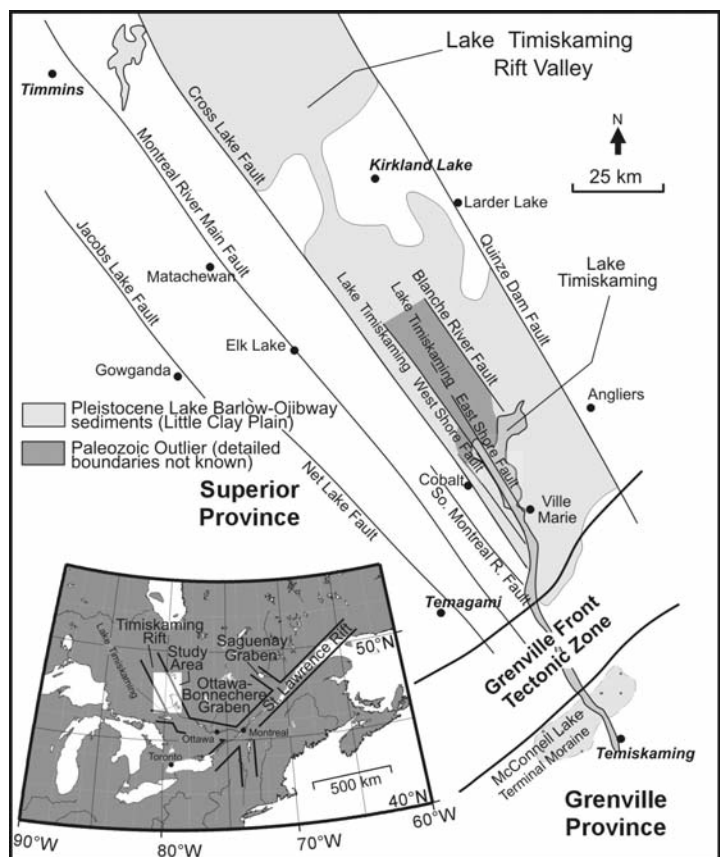 Lake Timiskaming
Rift Valley
Timmins
Cross Lake Fault
Montreal River Main Fault
Kirkland Lake
N
25 km
Larder Lake
Jacobs Lake Fault
Matachewan
Quinze Dam Fault
Lake
Timiskaming
Blanche River Fault
Lake Timiskaming East Shore Fault
Lake Timiskaming West Shore Fault
Elk Lake
Gowganda
Angliers
Pleistocene Lake Barlow-Ojibway
sediments (Little Clay Plain)
Paleozoic Outlier (detailed
boundaries not known)
Superior
Province
Net Lake Fault
Cobalt
So. Montreal R. Fault
Ville
Marie
Temagami
Grenville Front
Tectonic Zone
McConnell Lake
Terminal Moraine
Temiskaming
Grenville
Province
Timiskaming
Rift
Lake Timiskaming
Study
Area
Saguenay
Graben
St. Lawrence Rift
50°N
Ottawa-
Bonnechere
Graben
Ottawa
Montreal
Toronto
500 km
40°N
90°W
80°W
70°W
60°W